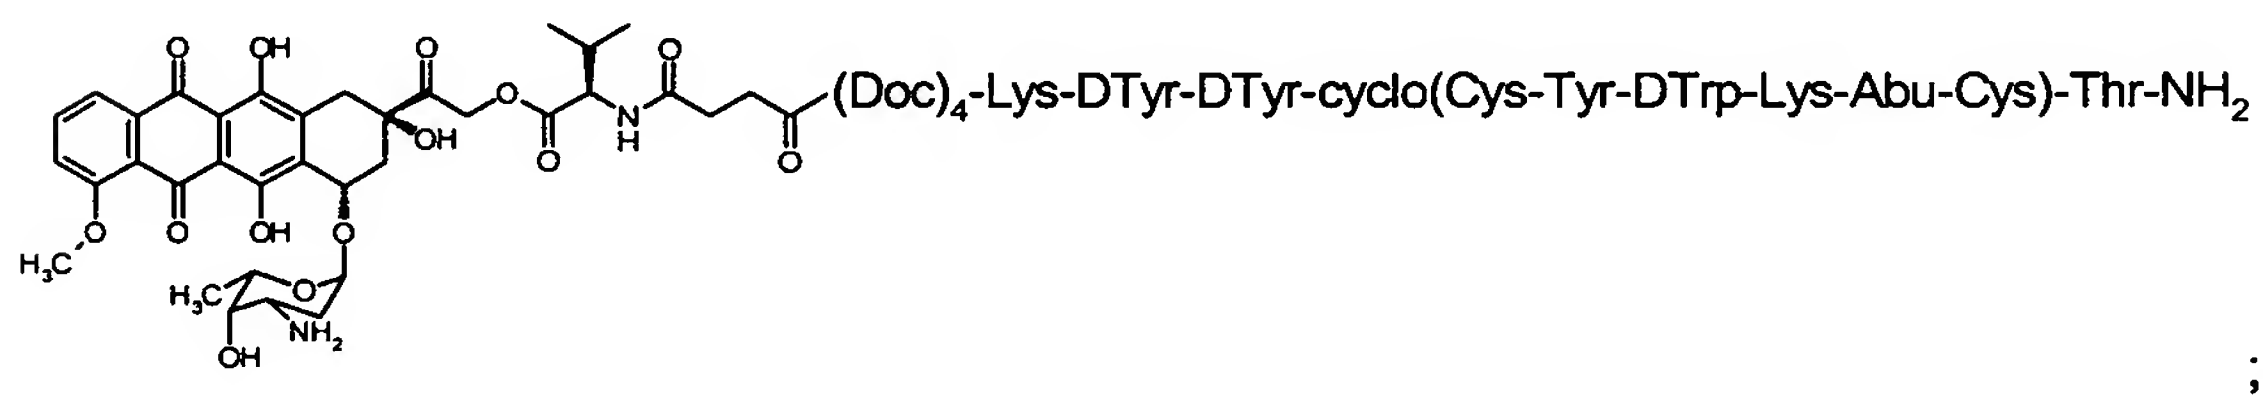 O OH O O O
(Doc)4-Lys-DTyr-DTyr-cyclo(Cys-Tyr-DTrp-Lys-Abu-Cys)-Thr-NH2
O
N
H
OH
O
O
O
O
OH
O
H3C
H3C
O
NH2
OH
;